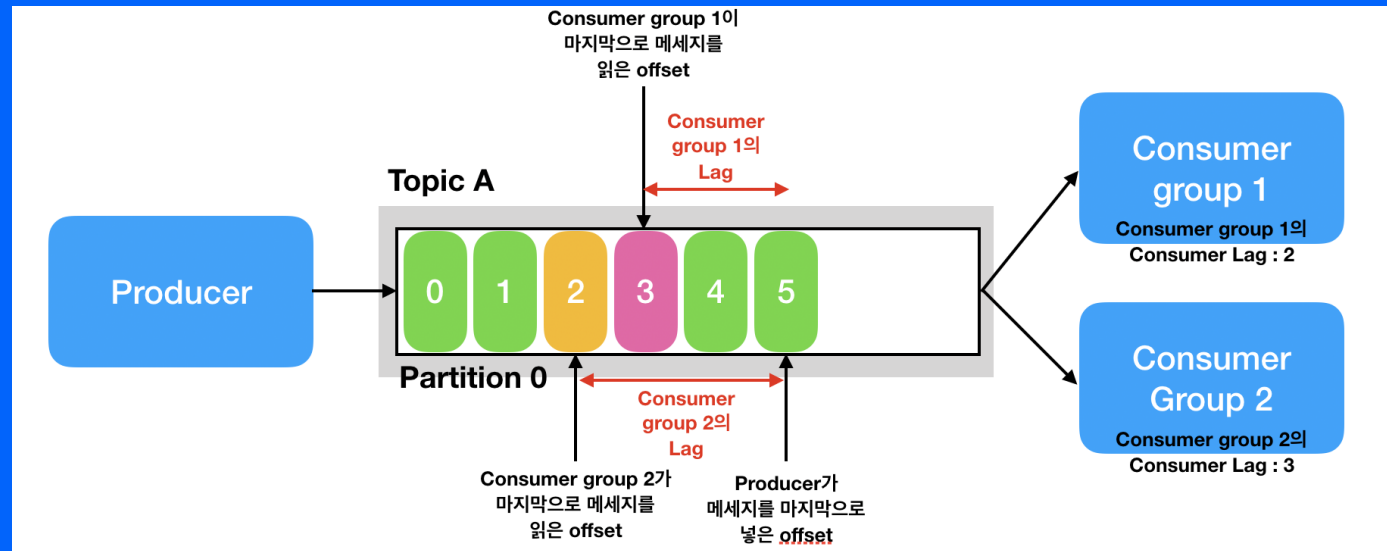 Consumer group 1이
마지막으로 메세지를
읽은 offset
Consumer
group 1의
Lag
Topic A
Producer
0 1 2 3 4 5
Partition 0
Consumer
group 2의
Lag
Consumer group 2가
마지막으로 메세지를
읽은 offset
Producer가
메세지를 마지막으로
넣은 offset
Consumer
group 1
Consumer group 1의
Consumer Lag : 2
Consumer
Group 2
Consumer group 2의
Consumer Lag : 3